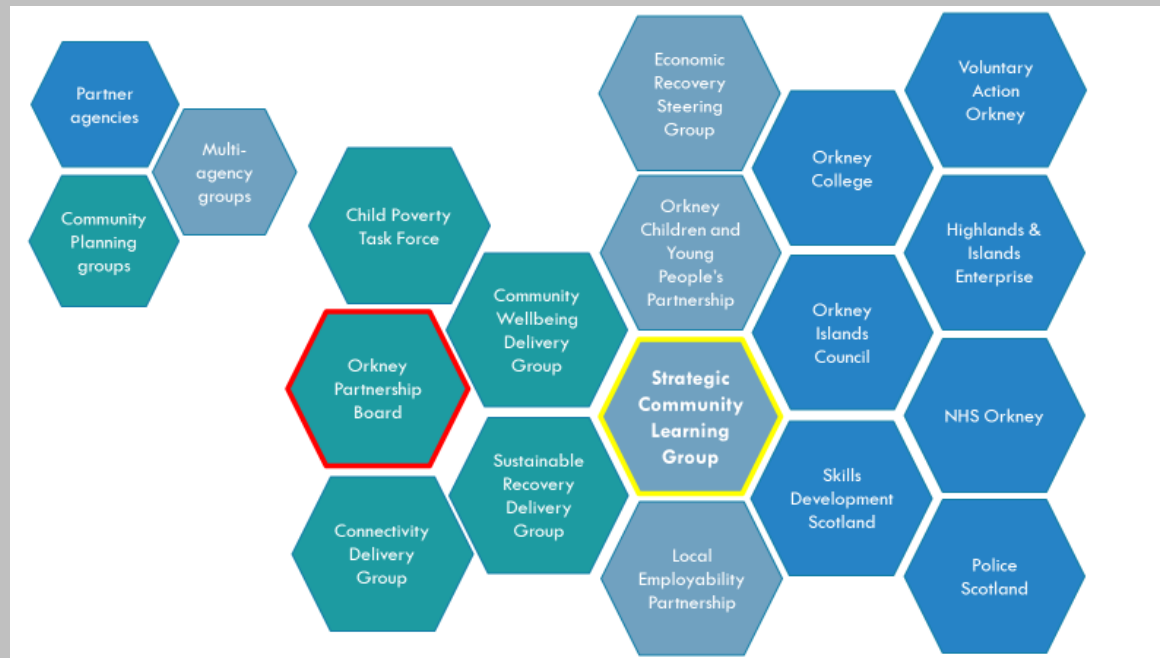 Partner
agencies
Multi-
agency
groups
Community
Planning
groups
Child Poverty
Task Force
Orkney
Partnership
Board
Connectivity
Delivery
Group
Community
Wellbeing
Delivery
Group
Sustainable
Recovery
Delivery
Group
Economic
Recovery
Steering
Group
Orkney
Children and
Young
People's
Partnership
Strategic
Community
Learning
Group
Local
Employability
Partnership
Orkney
College
Orkney
Islands
Council
Skills
Development
Scotland
Voluntary
Action
Orkney
Highlands &
Islands
Enterprise
NHS Orkney
Police
Scotland